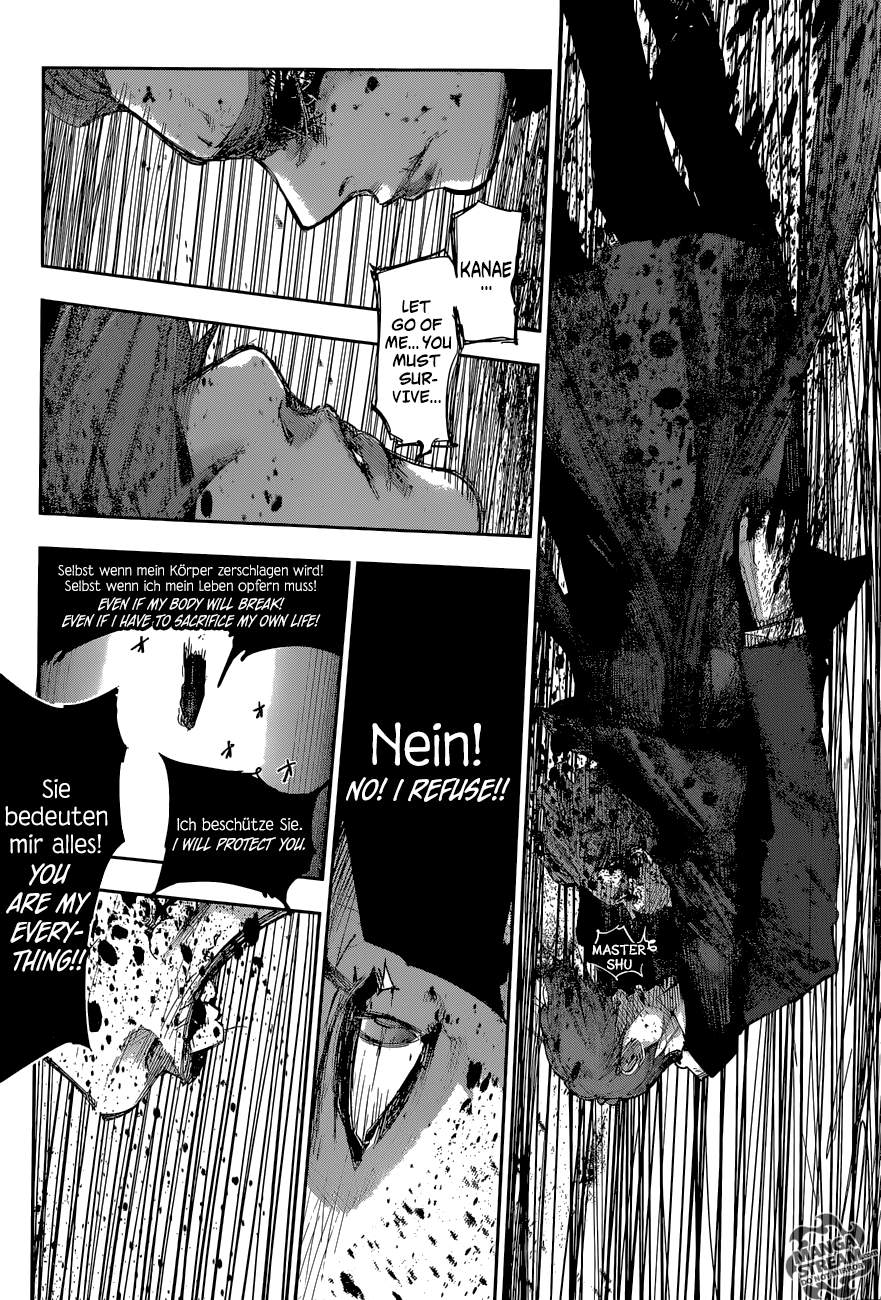 MASTER
SHU
KANAE
...
LET
GO OF
ME...YOU
MUST
SUR-
VIVE...
Nein!
NO! I REFUSE!!
Selbst wenn mein Körper zerschlagen wird!
Selbst wenn ich mein Leben opfern muss!
EVEN IF MY BODY WILL BREAK!
EVEN IF I HAVE TO SACRIFICE MY OWN LIFE!
Ich beschütze Sie.
I WILL PROTECT YOU.
Sie
bedeuten
mir alles!
YOU
ARE MY
EVERY-
THING!!
MANGA
STREAM